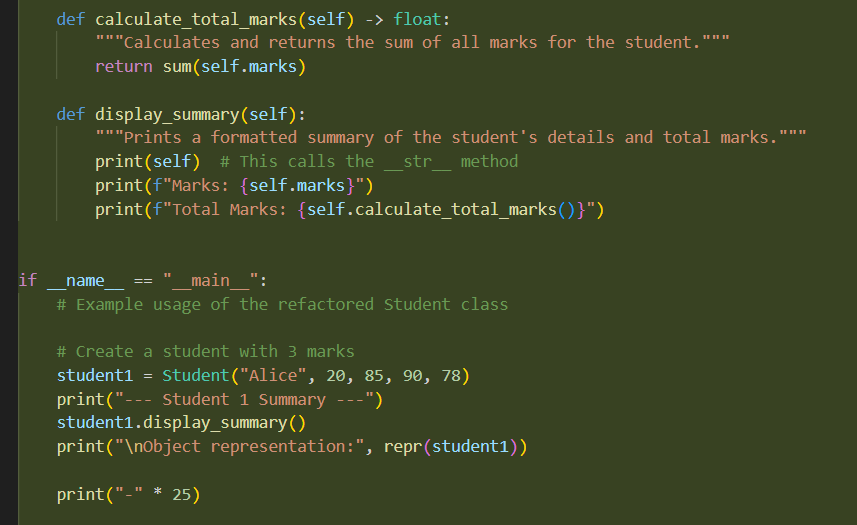 def calculate_total_marks(self) -> float:
"""Calculates and returns the sum of all marks for the student."""
return sum(self.marks)
def display_summary(self):
"""Prints a formatted summary of the student's details and total marks."""
print(self)  # This calls the __str__ method
print(f"Marks: {self.marks}")
print(f"Total Marks: {self.calculate_total_marks()}")
if __name__ == "__main__":
# Example usage of the refactored Student class
# Create a student with 3 marks
student1 = Student("Alice", 20, 85, 90, 78)
print("--- Student 1 Summary ---")
student1.display_summary()
print("\nObject representation:", repr(student1))
print("-" * 25)